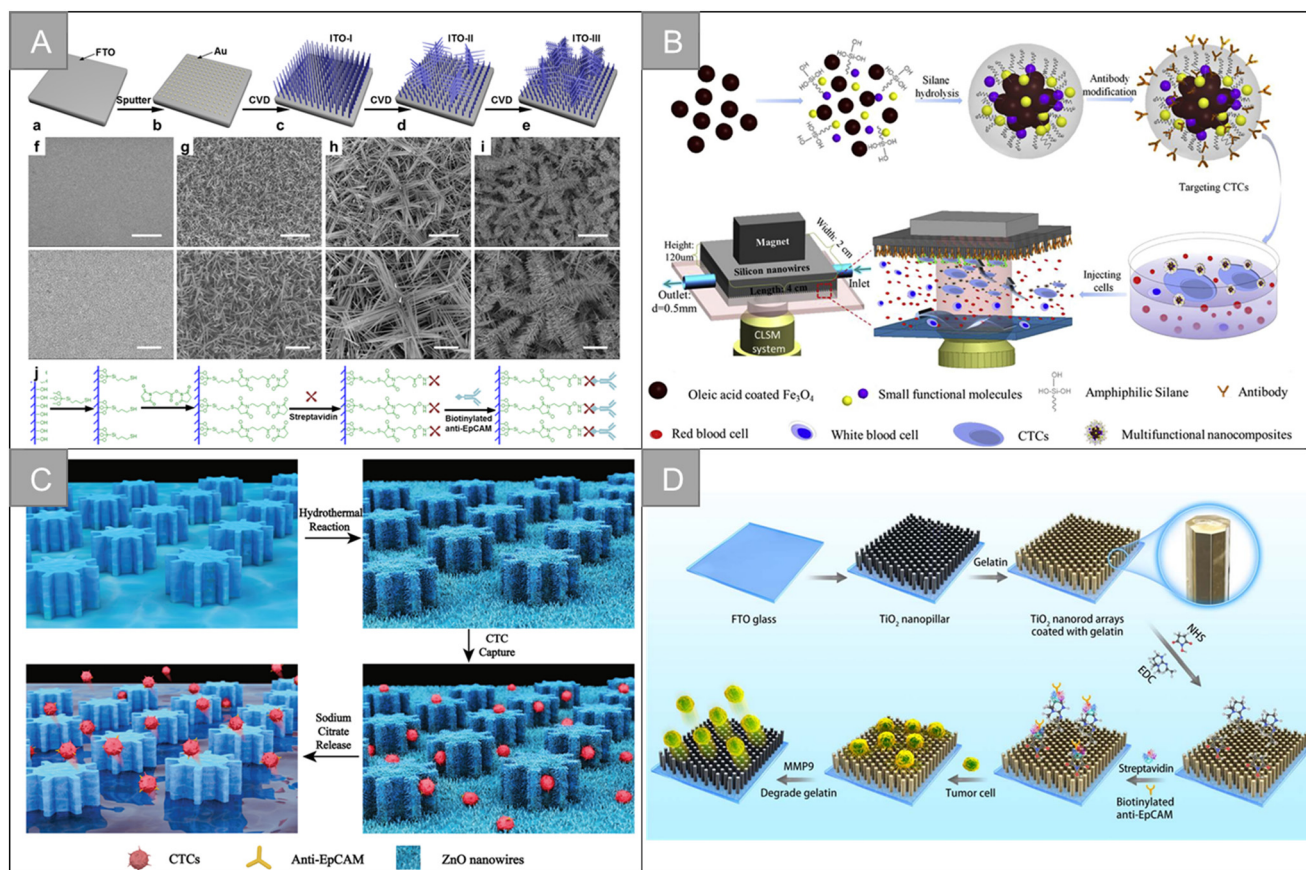 A
FTO
Au
ITO-I
ITO-II
ITO-III
Sputter
CVD
CVD
CVD
a
b
c
d
e
f
g
h
i
j
Streptavidin
Biotinylated
anti-EpCAM
B
Silane
hydrolysis
Antibody
modification
Targeting CTCs
Height:
120um
Magnet
Width: 2 cm
Silicon nanowires
Length: 4 cm
Inlet
Outlet:
d=0.5mm
CLSM
system
Injecting
cells
Oleic acid coated Fe₃O₄
Small functional molecules
Amphiphilic Silane
Antibody
Red blood cell
White blood cell
CTCs
Multifunctional nanocomposites
C
Hydrothermal
Reaction
CTC
Capture
Sodium
Citrate
Release
CTCs
Anti-EpCAM
ZnO nanowires
D
FTO glass
TiO₂ nanopillar
Gelatin
TiO₂ nanorod arrays
coated with gelatin
NHS
EDC
Streptavidin
Biotinylated
anti-EpCAM
Tumor cell
MMP9
Degrade gelatin